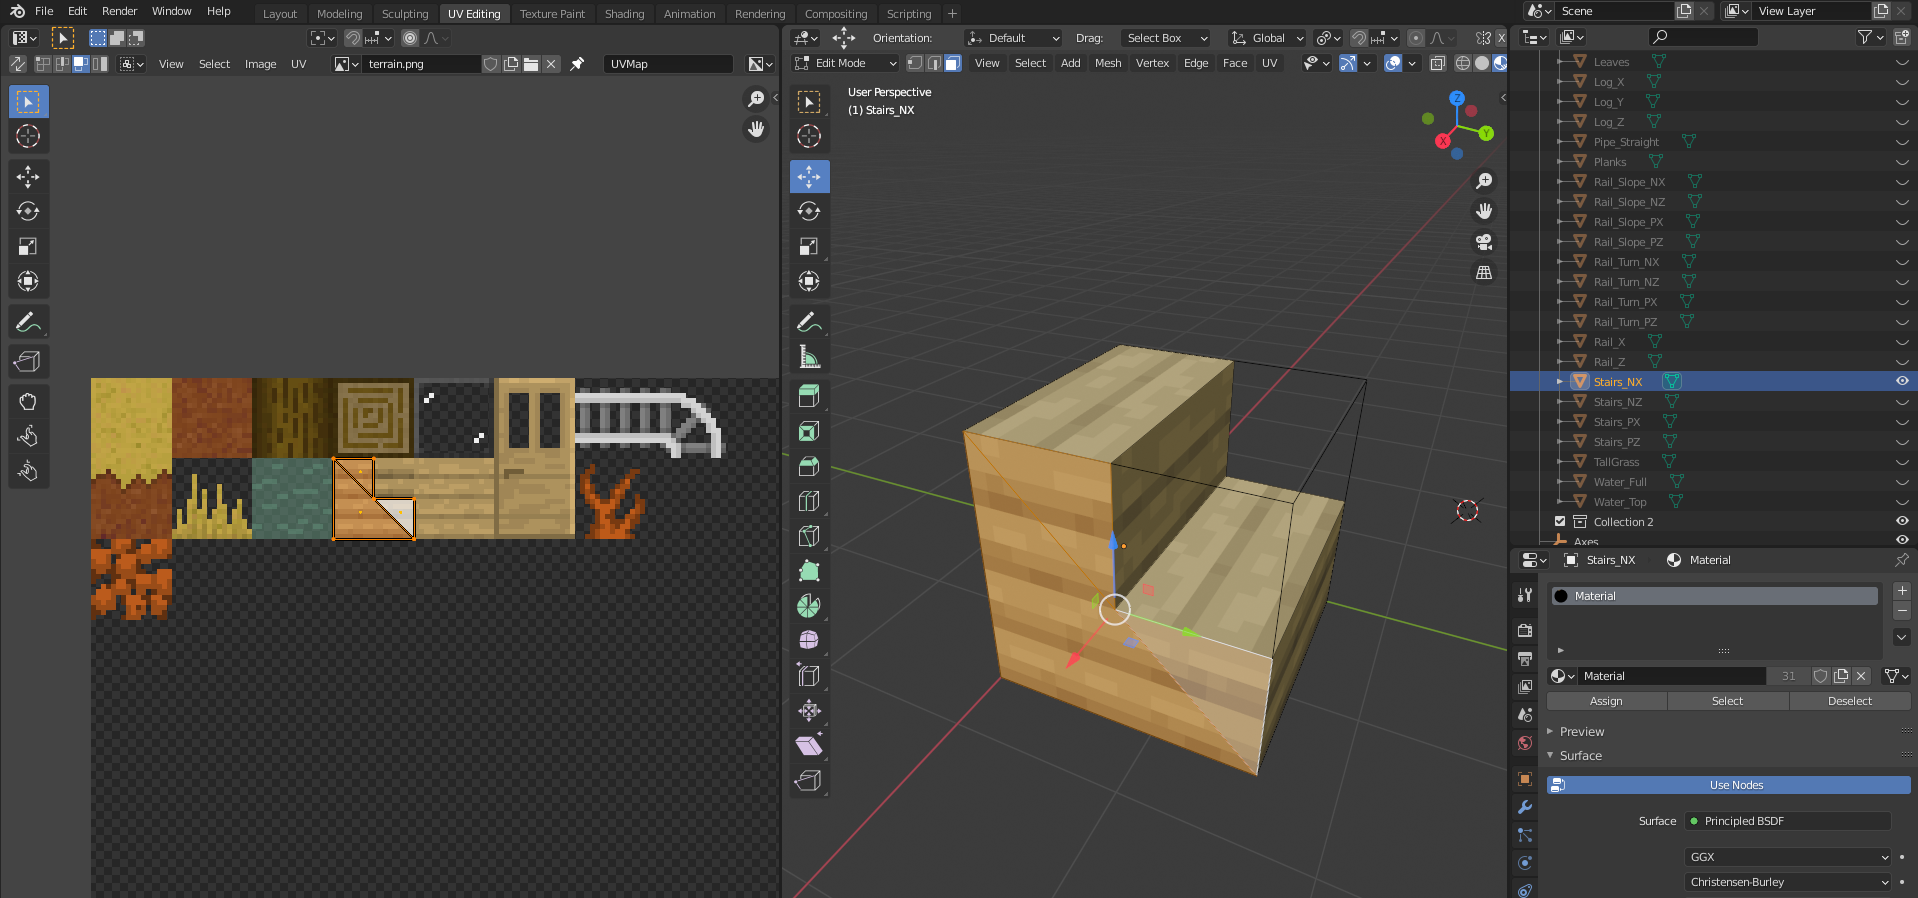 File Edit Render Window Help
Layout Modeling Sculpting UV Editing Texture Paint Shading Animation Rendering Compositing Scripting +
Scene
View Layer
Orientation: Default Drag: Select Box Global
View Select Image UV terrain.png UVMap
Edit Mode View Select Add Mesh Vertex Edge Face UV
User Perspective
(1) Stairs_NX
Z
Y
X
Leaves
Log_X
Log_Y
Log_Z
Pipe_Straight
Planks
Rail_Slope_NX
Rail_Slope_NZ
Rail_Slope_PX
Rail_Slope_PZ
Rail_Turn_NX
Rail_Turn_NZ
Rail_Turn_PX
Rail_Turn_PZ
Rail_X
Rail_Z
Stairs_NX
Stairs_NZ
Stairs_PX
Stairs_PZ
TallGrass
Water_Full
Water_Top
Collection 2
Axes
Stairs_NX Material
Material
Material 31
Assign Select Deselect
Preview
Surface
Use Nodes
Surface Principled BSDF
GGX
Christensen-Burley